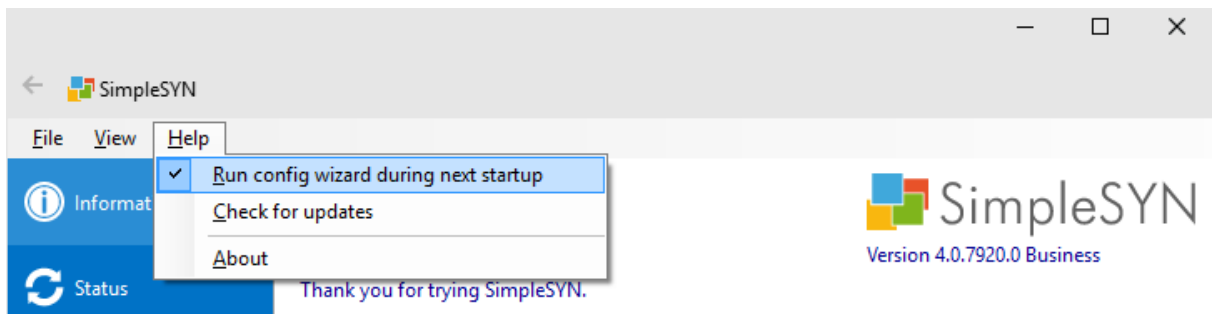 SimpleSYN
File View Help
Run config wizard during next startup
Informat
SimpleSYN
Check for updates
About
Version 4.0.7920.0 Business
Status
Thank you for trying SimpleSYN.